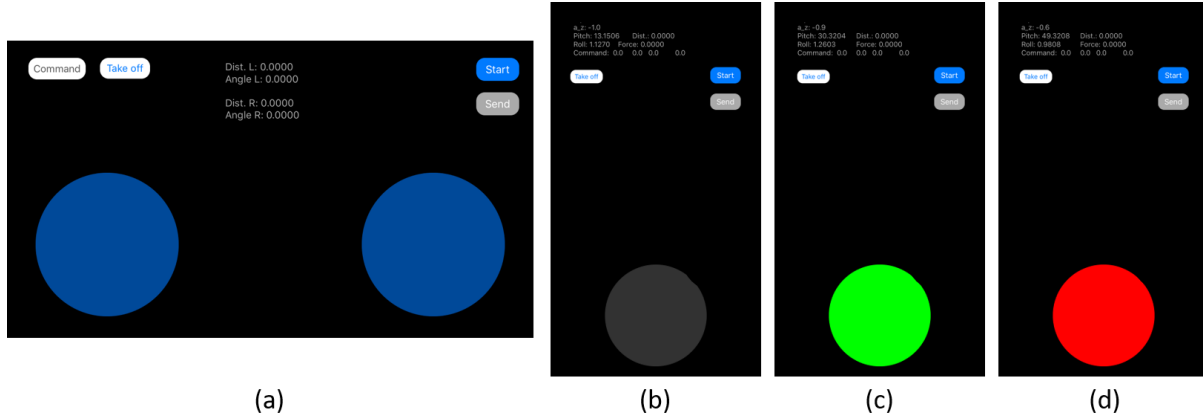 Command
Take off
Dist. L: 0.0000
Angle L: 0.0000
Dist. R: 0.0000
Angle R: 0.0000
Start
Send
(a)
a_z: -1.0
Pitch: 13.1506 Dist.: 0.0000
Roll: 1.1270 Force: 0.0000
Command: 0.0 0.0 0.0 0.0
Take off
Start
Send
(b)
a_z: -0.9
Pitch: 30.3204 Dist.: 0.0000
Roll: 1.2603 Force: 0.0000
Command: 0.0 0.0 0.0 0.0
Take off
Start
Send
(c)
a_z: -0.6
Pitch: 49.3208 Dist.: 0.0000
Roll: 0.9808 Force: 0.0000
Command: 0.0 0.0 0.0 0.0
Take off
Start
Send
(d)